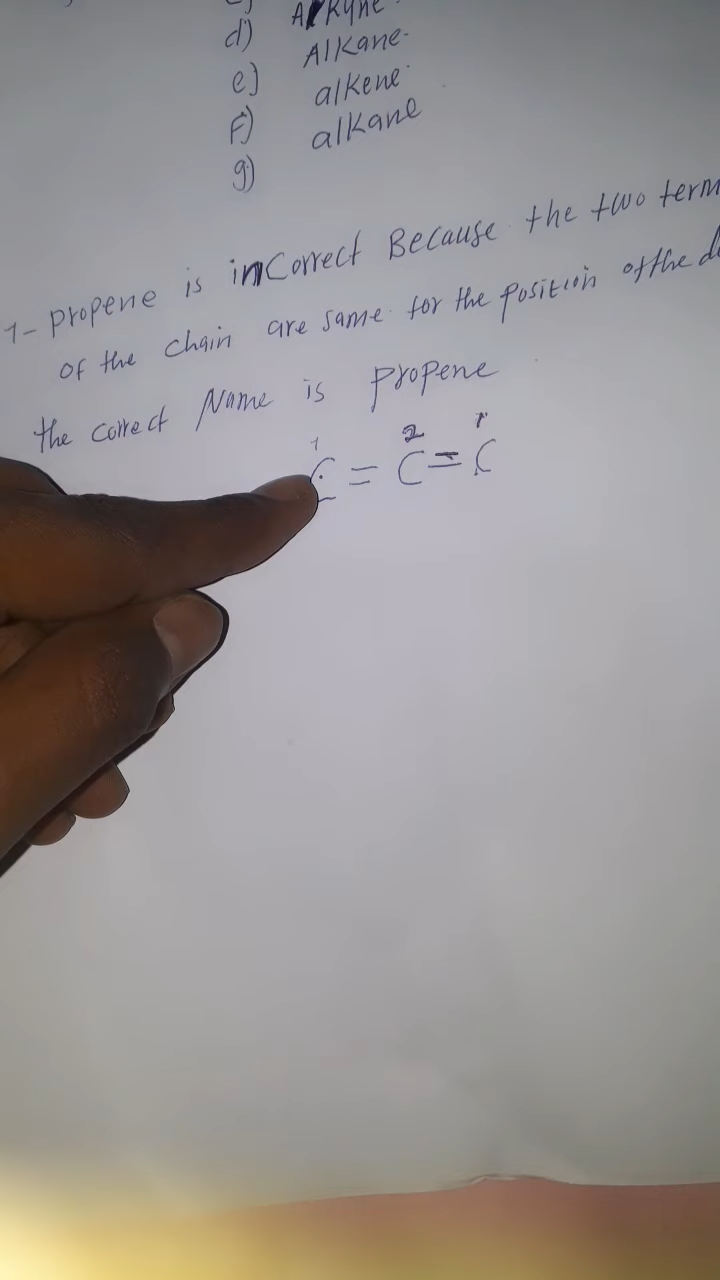 d) Alkyne.
e) Alkane.
F) alkene.
g) alkane
1- propene is incorrect Because the two
of the chain are same for the position of the
the correct Name is propene
1 2 1
C = C = C